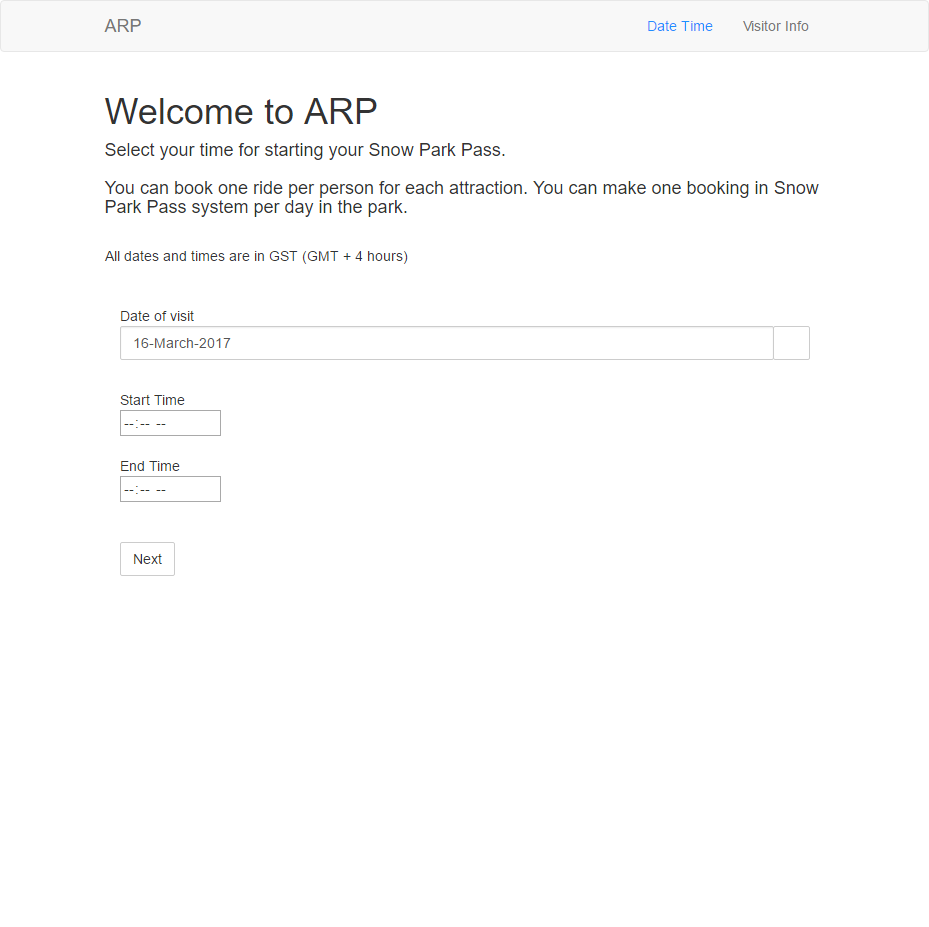 ARP
Date Time
Visitor Info
Welcome to ARP
Select your time for starting your Snow Park Pass.
You can book one ride per person for each attraction. You can make one booking in Snow
Park Pass system per day in the park.
All dates and times are in GST (GMT + 4 hours)
Date of visit
16-March-2017
Start Time
--:-- --
End Time
--:-- --
Next